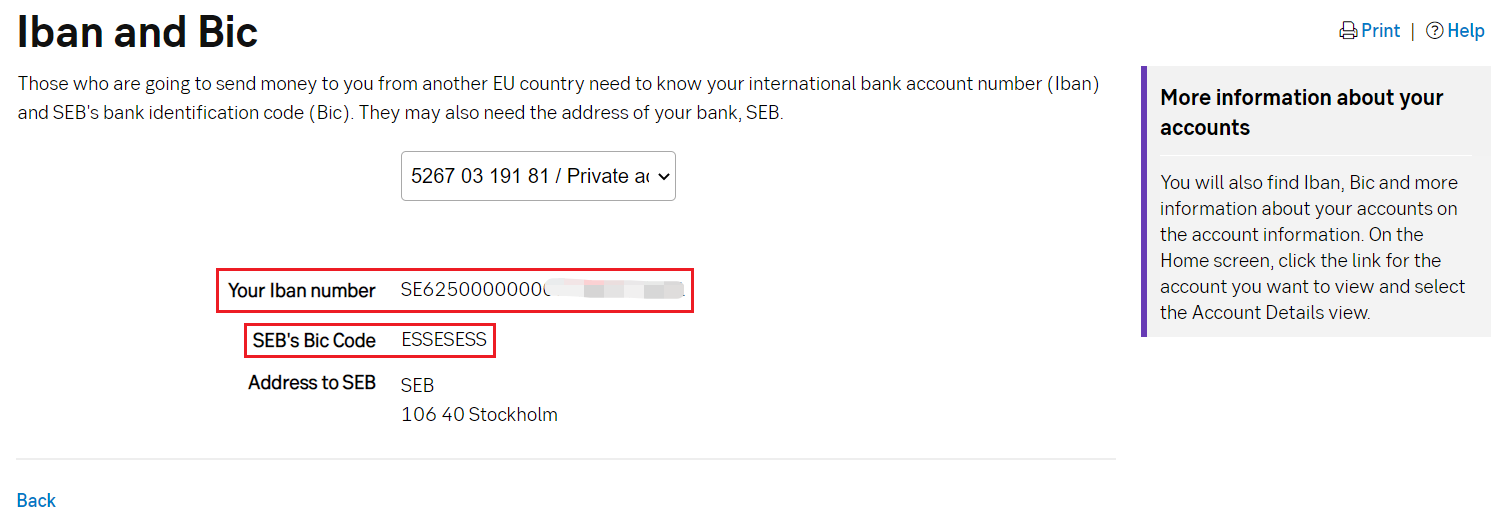 Iban and Bic
Print | Help
Those who are going to send money to you from another EU country need to know your international bank account number (Iban)
and SEB's bank identification code (Bic). They may also need the address of your bank, SEB.
5267 03 191 81 / Private ac
Your Iban number SE6250000000
SEB's Bic Code ESSESESS
Address to SEB SEB
106 40 Stockholm
Back
More information about your
accounts
You will also find Iban, Bic and more
information about your accounts on
the account information. On the
Home screen, click the link for the
account you want to view and select
the Account Details view.